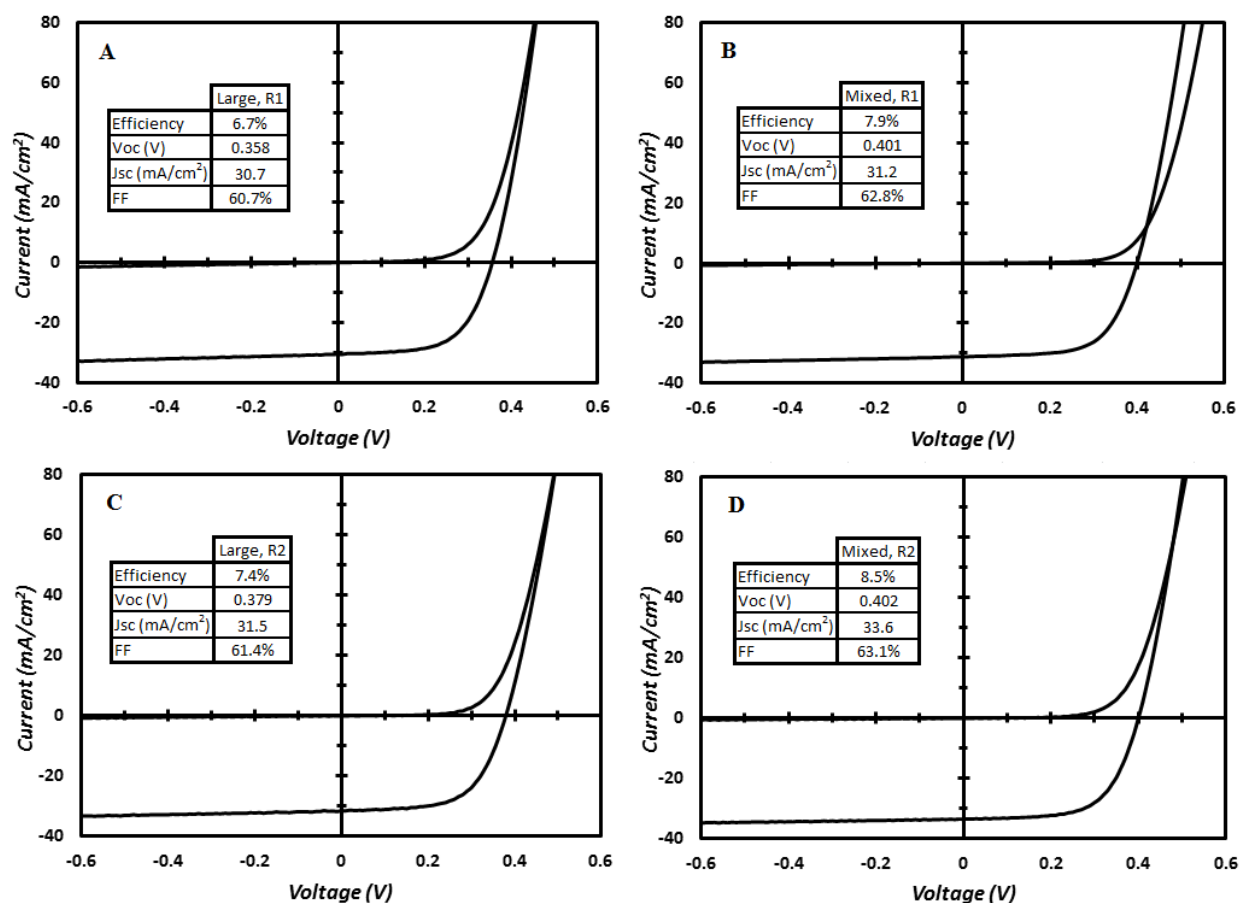 A
Large, R1
Efficiency 6.7%
Voc (V) 0.358
Jsc (mA/cm²) 30.7
FF 60.7%
Current (mA/cm²)
80
60
40
20
0
-20
-40
-0.6 -0.4 -0.2 0 0.2 0.4 0.6
Voltage (V)
B
Mixed, R1
Efficiency 7.9%
Voc (V) 0.401
Jsc (mA/cm²) 31.2
FF 62.8%
Current (mA/cm²)
80
60
40
20
0
-20
-40
-0.6 -0.4 -0.2 0 0.2 0.4 0.6
Voltage (V)
C
Large, R2
Efficiency 7.4%
Voc (V) 0.379
Jsc (mA/cm²) 31.5
FF 61.4%
Current (mA/cm²)
80
60
40
20
0
-20
-40
-0.6 -0.4 -0.2 0 0.2 0.4 0.6
Voltage (V)
D
Mixed, R2
Efficiency 8.5%
Voc (V) 0.402
Jsc (mA/cm²) 33.6
FF 63.1%
Current (mA/cm²)
80
60
40
20
0
-20
-40
-0.6 -0.4 -0.2 0 0.2 0.4 0.6
Voltage (V)